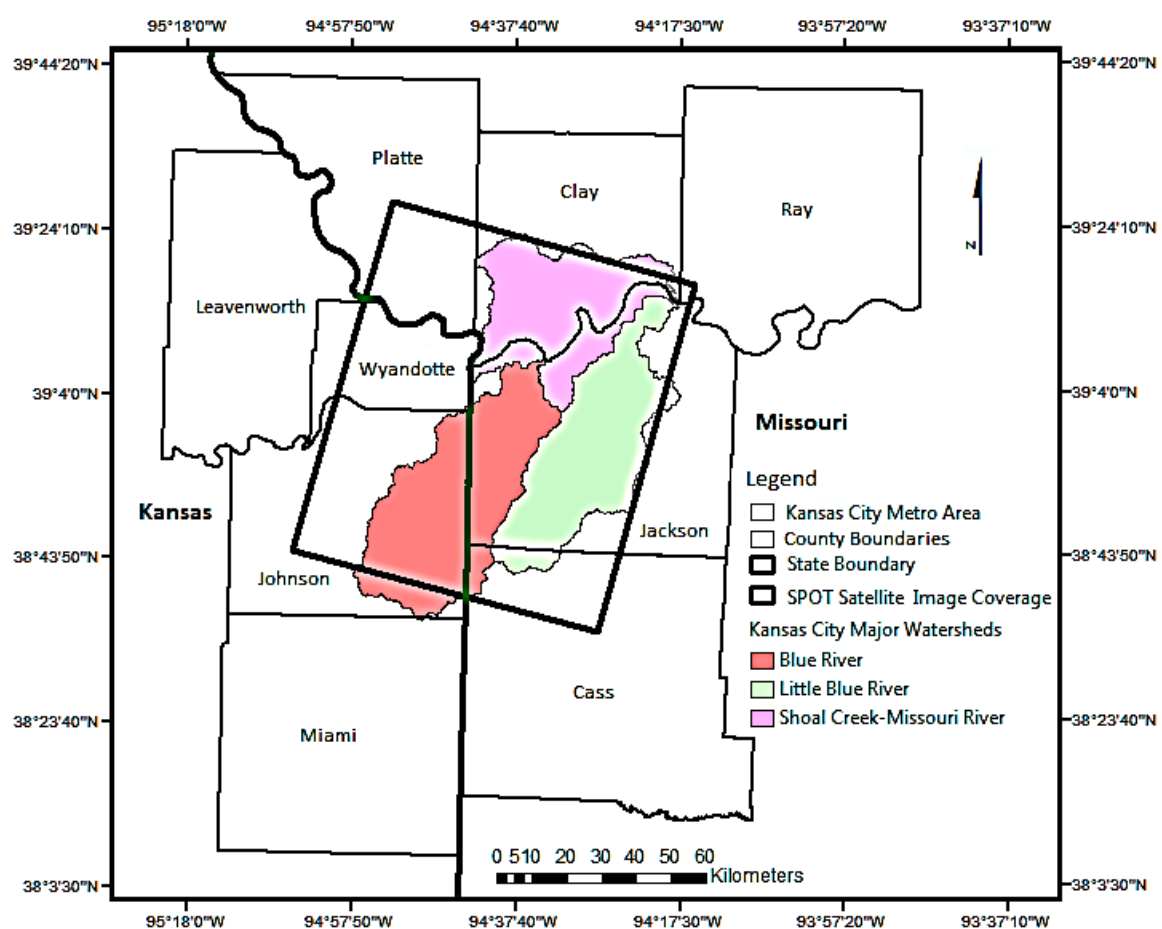 95°18'0"W 94°57'50"W 94°37'40"W 94°17'30"W 93°57'20"W 93°37'10"W
39°44'20"N 39°44'20"N
Platte
Clay
Ray
39°24'10"N 39°24'10"N
N
Leavenworth
Wyandotte
39°4'0"N 39°4'0"N
Missouri
Legend
Kansas Kansas City Metro Area
Jackson County Boundaries
38°43'50"N 38°43'50"N
State Boundary
Johnson
SPOT Satellite Image Coverage
Kansas City Major Watersheds
Blue River
Cass Little Blue River
Shoal Creek-Missouri River
38°23'40"N 38°23'40"N
Miami
0 5 10 20 30 40 50 60
Kilometers
38°3'30"N 38°3'30"N
95°18'0"W 94°57'50"W 94°37'40"W 94°17'30"W 93°57'20"W 93°37'10"W